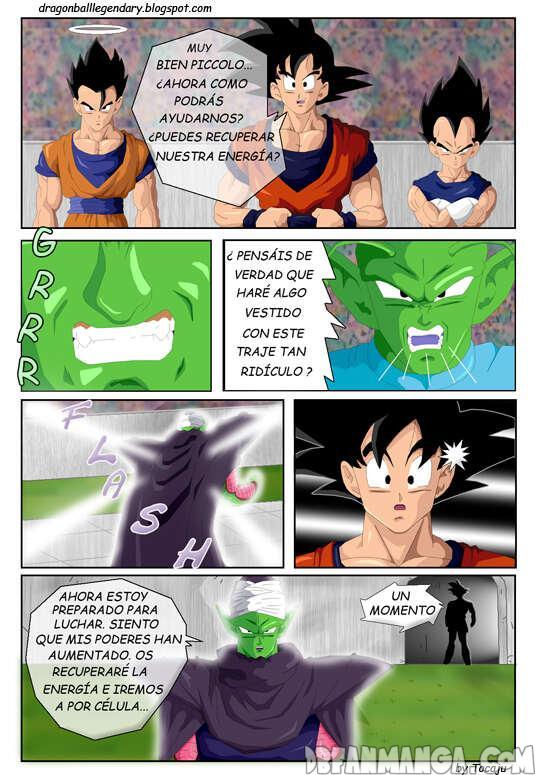 dragonballlegendary.blogspot.com
MUY
BIEN PICCOLO...
¿AHORA COMO
PODRÁS
AYUDARNOS?
¿PUEDES RECUPERAR
NUESTRA ENERGÍA?
GRRR
¿ PENSÁIS DE
VERDAD QUE
HARÉ ALGO
VESTIDO
CON ESTE
TRAJE TAN
RIDÍCULO ?
FLASH
AHORA ESTOY
PREPARADO PARA
LUCHAR. SIENTO
QUE MIS PODERES HAN
AUMENTADO. OS
RECUPERARÉ LA
ENERGÍA E IREMOS
A POR CÉLULA...
UN
MOMENTO
DBFANMANGA.COM
by Tocaju